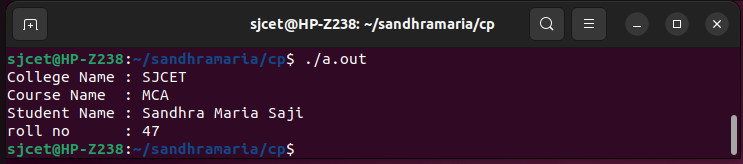 sjcet@HP-Z238: ~/sandhramaria/cp
sjcet@HP-Z238:~/sandhramaria/cp$ ./a.out
College Name : SJCET
Course Name  : MCA
Student Name : Sandhra Maria Saji
roll no      : 47
sjcet@HP-Z238:~/sandhramaria/cp$